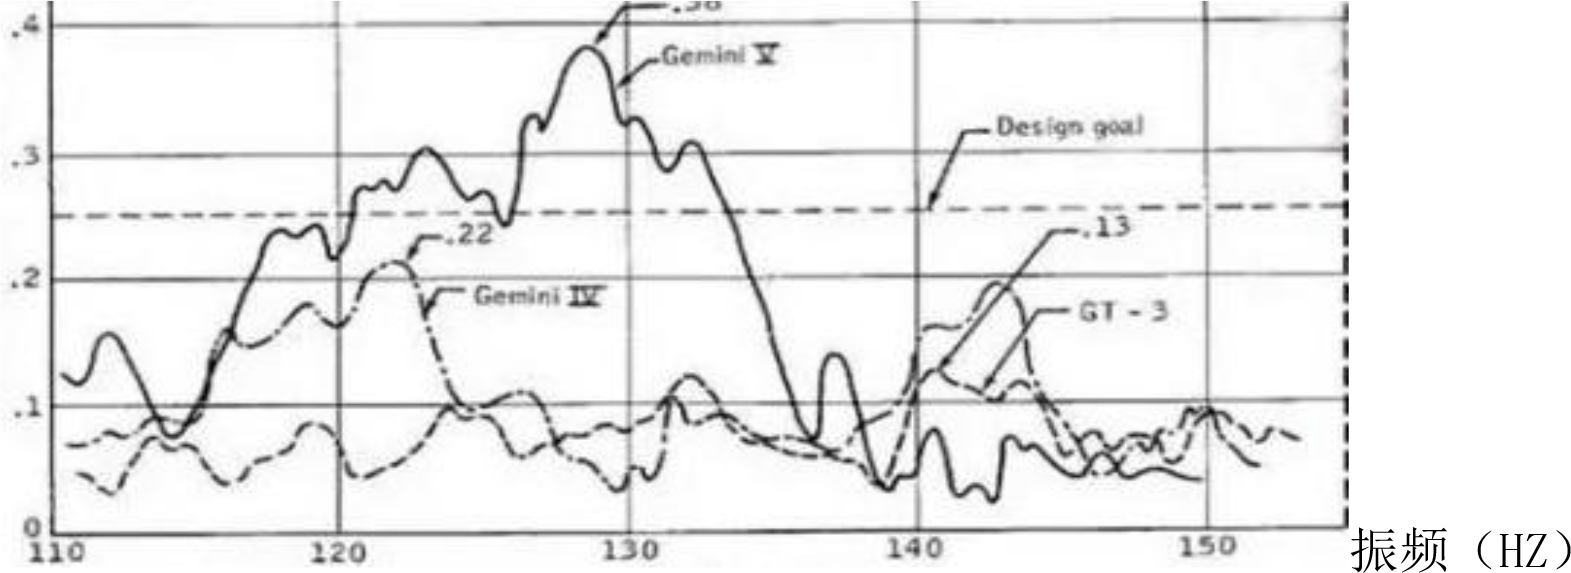 .4
.38
Gemini V
Design goal
.3
.22
.13
.2
Gemini IV
GT - 3
.1
0
110 120 130 140 150 振频（HZ）